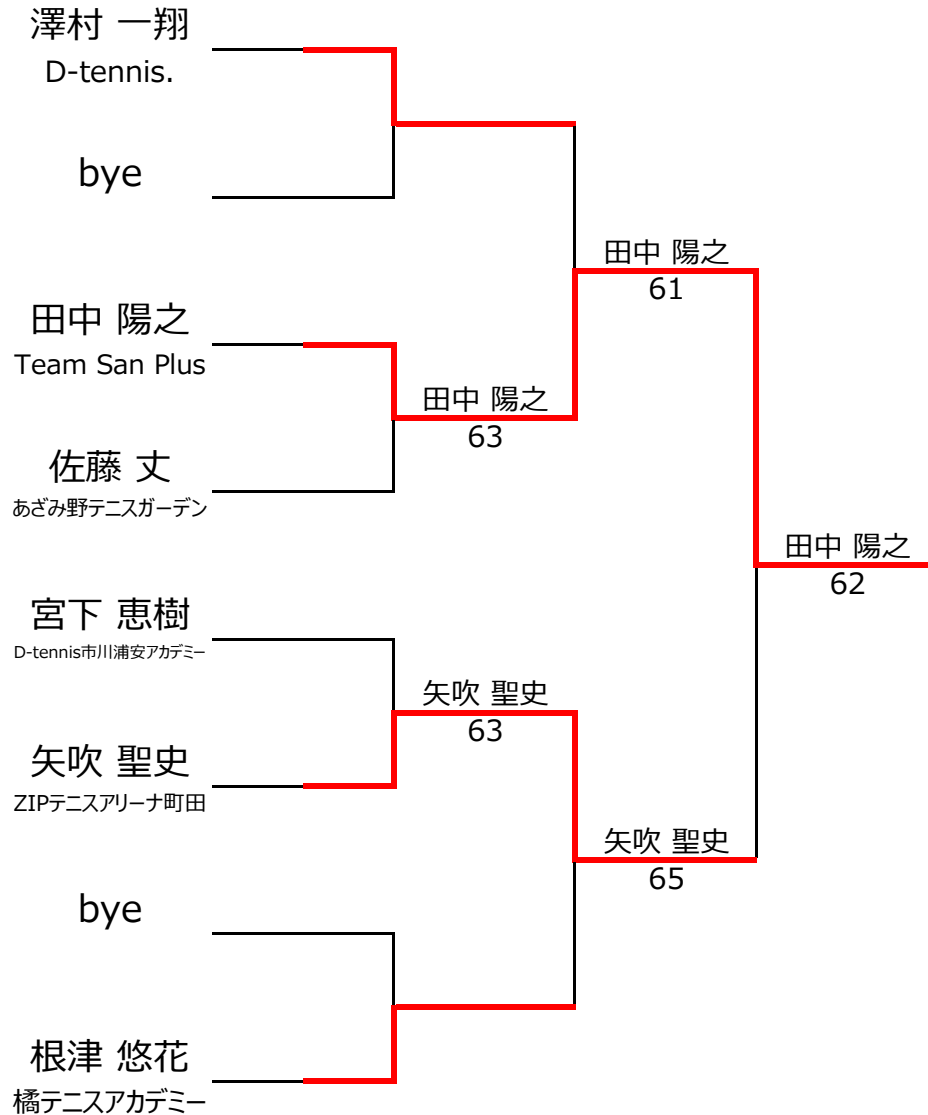 澤村 一翔
D-tennis.
bye
田中 陽之
61
田中 陽之
Team San Plus
田中 陽之
63
佐藤 丈
あざみ野テニスガーデン
田中 陽之
62
宮下 恵樹
D-tennis市川浦安アカデミー
矢吹 聖史
63
矢吹 聖史
ZIPテニスアリーナ町田
矢吹 聖史
65
bye
根津 悠花
橘テニスアカデミー